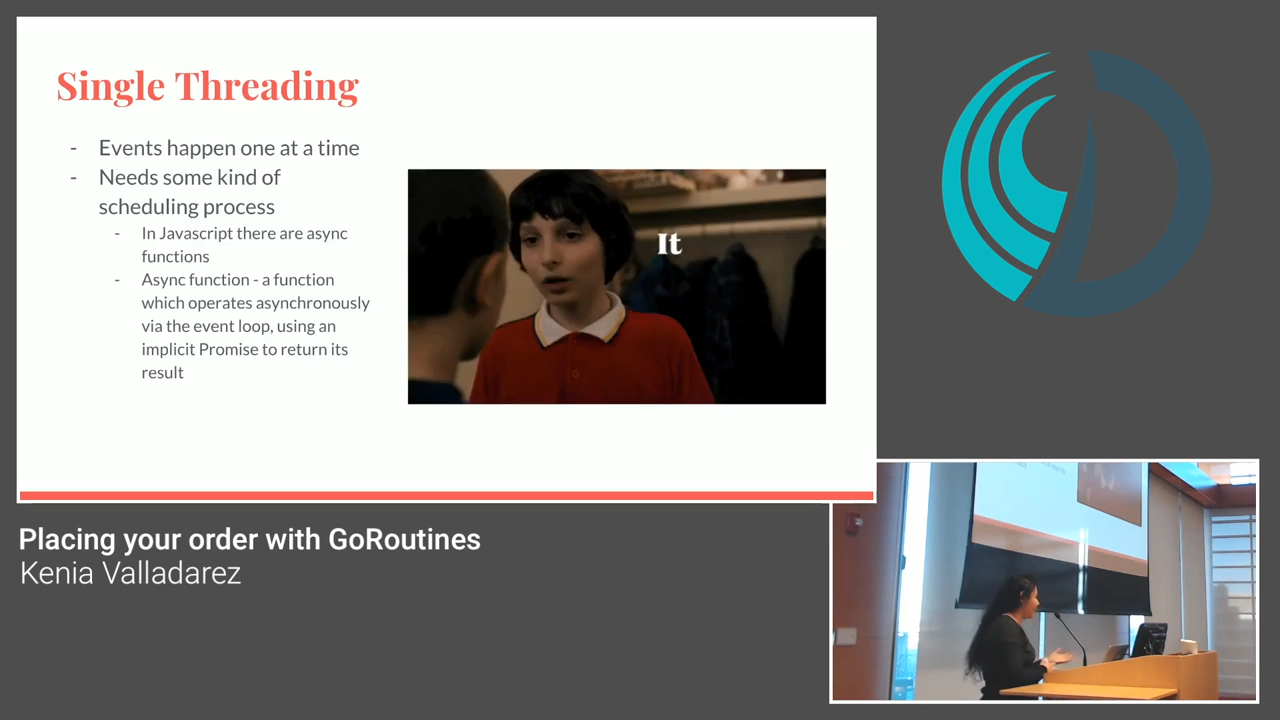 Single Threading
- Events happen one at a time
- Needs some kind of
scheduling process
- In Javascript there are async
functions
- Async function - a function
which operates asynchronously
via the event loop, using an
implicit Promise to return its
result
It
Placing your order with GoRoutines
Kenia Valladarez